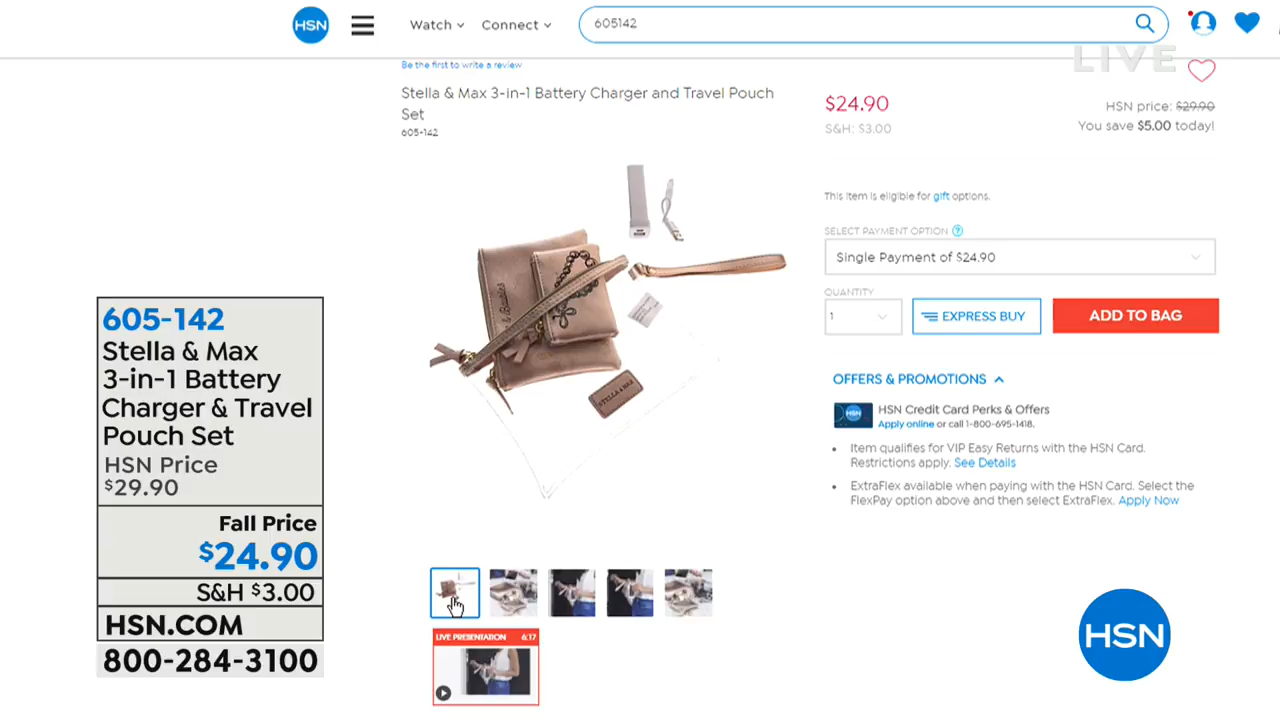 HSN
Watch
Connect
605142
LIVE
Be the first to write a review
Stella & Max 3-in-1 Battery Charger and Travel Pouch
Set
605-142
$24.90
S&H: $3.00
HSN price: $29.90
You save $5.00 today!
This item is eligible for gift options.
SELECT PAYMENT OPTION ?
Single Payment of $24.90
QUANTITY
1
EXPRESS BUY
ADD TO BAG
OFFERS & PROMOTIONS
HSN
HSN Credit Card Perks & Offers
Apply online or call 1-800-695-1418.
• Item qualifies for VIP Easy Returns with the HSN Card.
Restrictions apply. See Details
• ExtraFlex available when paying with the HSN Card. Select the
FlexPay option above and then select ExtraFlex. Apply Now
STELLA & MAX
LIVE PRESENTATION 6:17
605-142
Stella & Max
3-in-1 Battery
Charger & Travel
Pouch Set
HSN Price
$29.90
Fall Price
$24.90
S&H $3.00
HSN.COM
800-284-3100
HSN